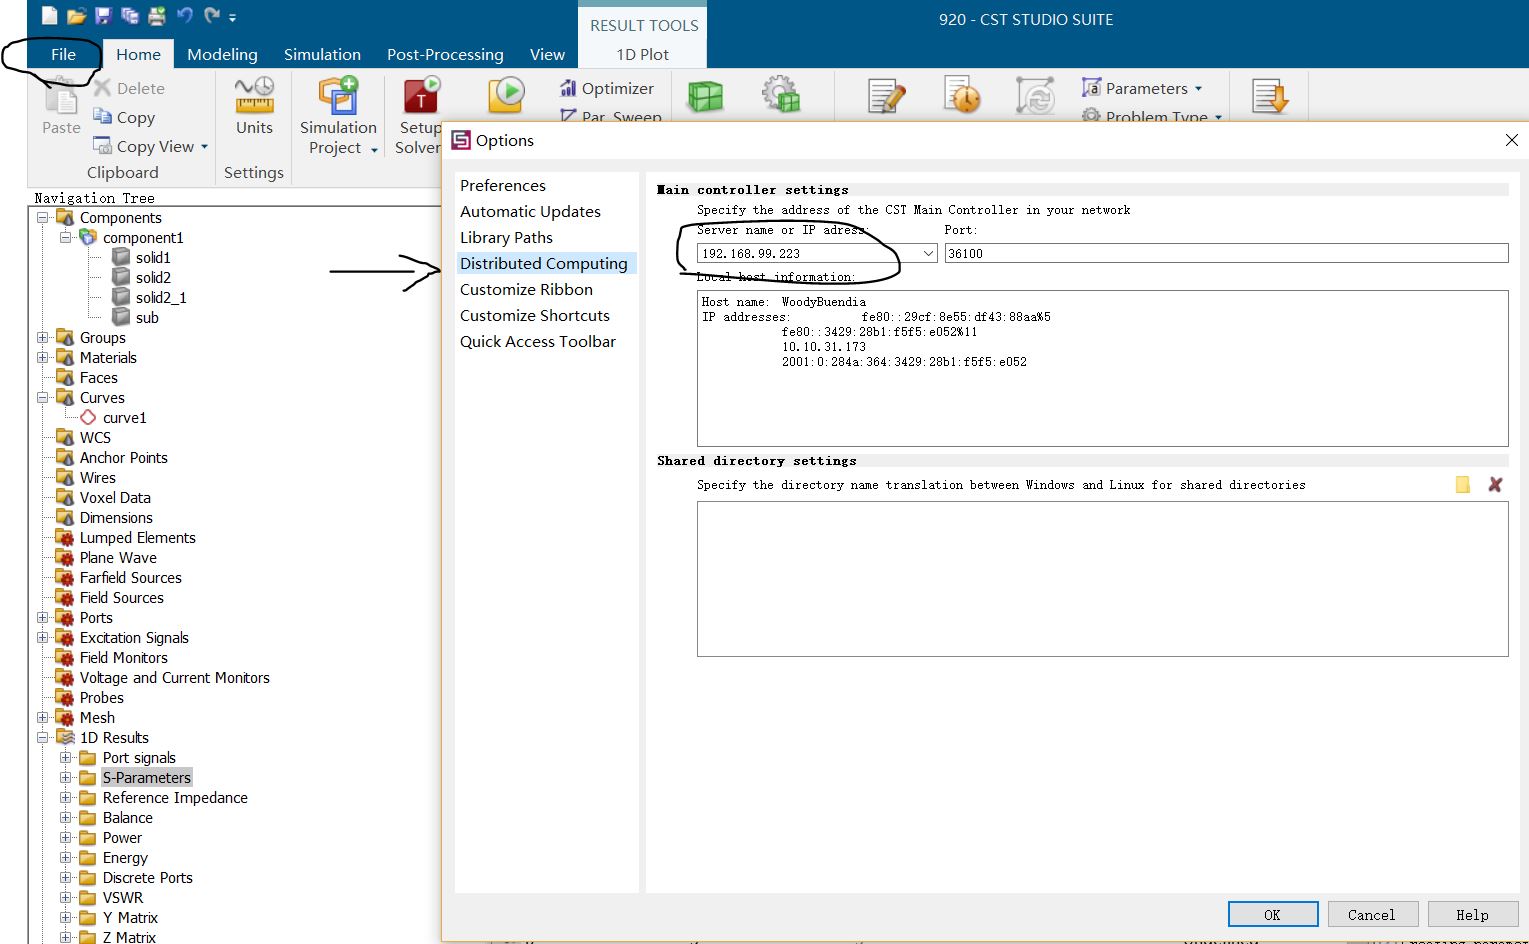 920 - CST STUDIO SUITE
RESULT TOOLS
File
Home
Modeling
Simulation
Post-Processing
View
1D Plot
Paste
Delete
Copy
Copy View
Clipboard
Units
Settings
Simulation
Project
Setup
Solver
Optimizer
Par. Sweep
Parameters
Problem Type
Navigation Tree
Components
component1
solid1
solid2
solid2_1
sub
Groups
Materials
Faces
Curves
curve1
WCS
Anchor Points
Wires
Voxel Data
Dimensions
Lumped Elements
Plane Wave
Farfield Sources
Field Sources
Ports
Excitation Signals
Field Monitors
Voltage and Current Monitors
Probes
Mesh
1D Results
Port signals
S-Parameters
Reference Impedance
Balance
Power
Energy
Discrete Ports
VSWR
Y Matrix
Z Matrix
Options
Preferences
Automatic Updates
Library Paths
Distributed Computing
Customize Ribbon
Customize Shortcuts
Quick Access Toolbar
Main controller settings
Specify the address of the CST Main Controller in your network
Server name or IP adress: Port:
192.168.99.223 36100
Local host information:
Host name: WoodyBuendia
IP addresses: fe80::29cf:8e55:df43:88aa%5
fe80::3429:28b1:f5f5:e052%11
10.10.31.173
2001:0:284a:364:3429:28b1:f5f5:e052
Shared directory settings
Specify the directory name translation between Windows and Linux for shared directories
OK Cancel Help